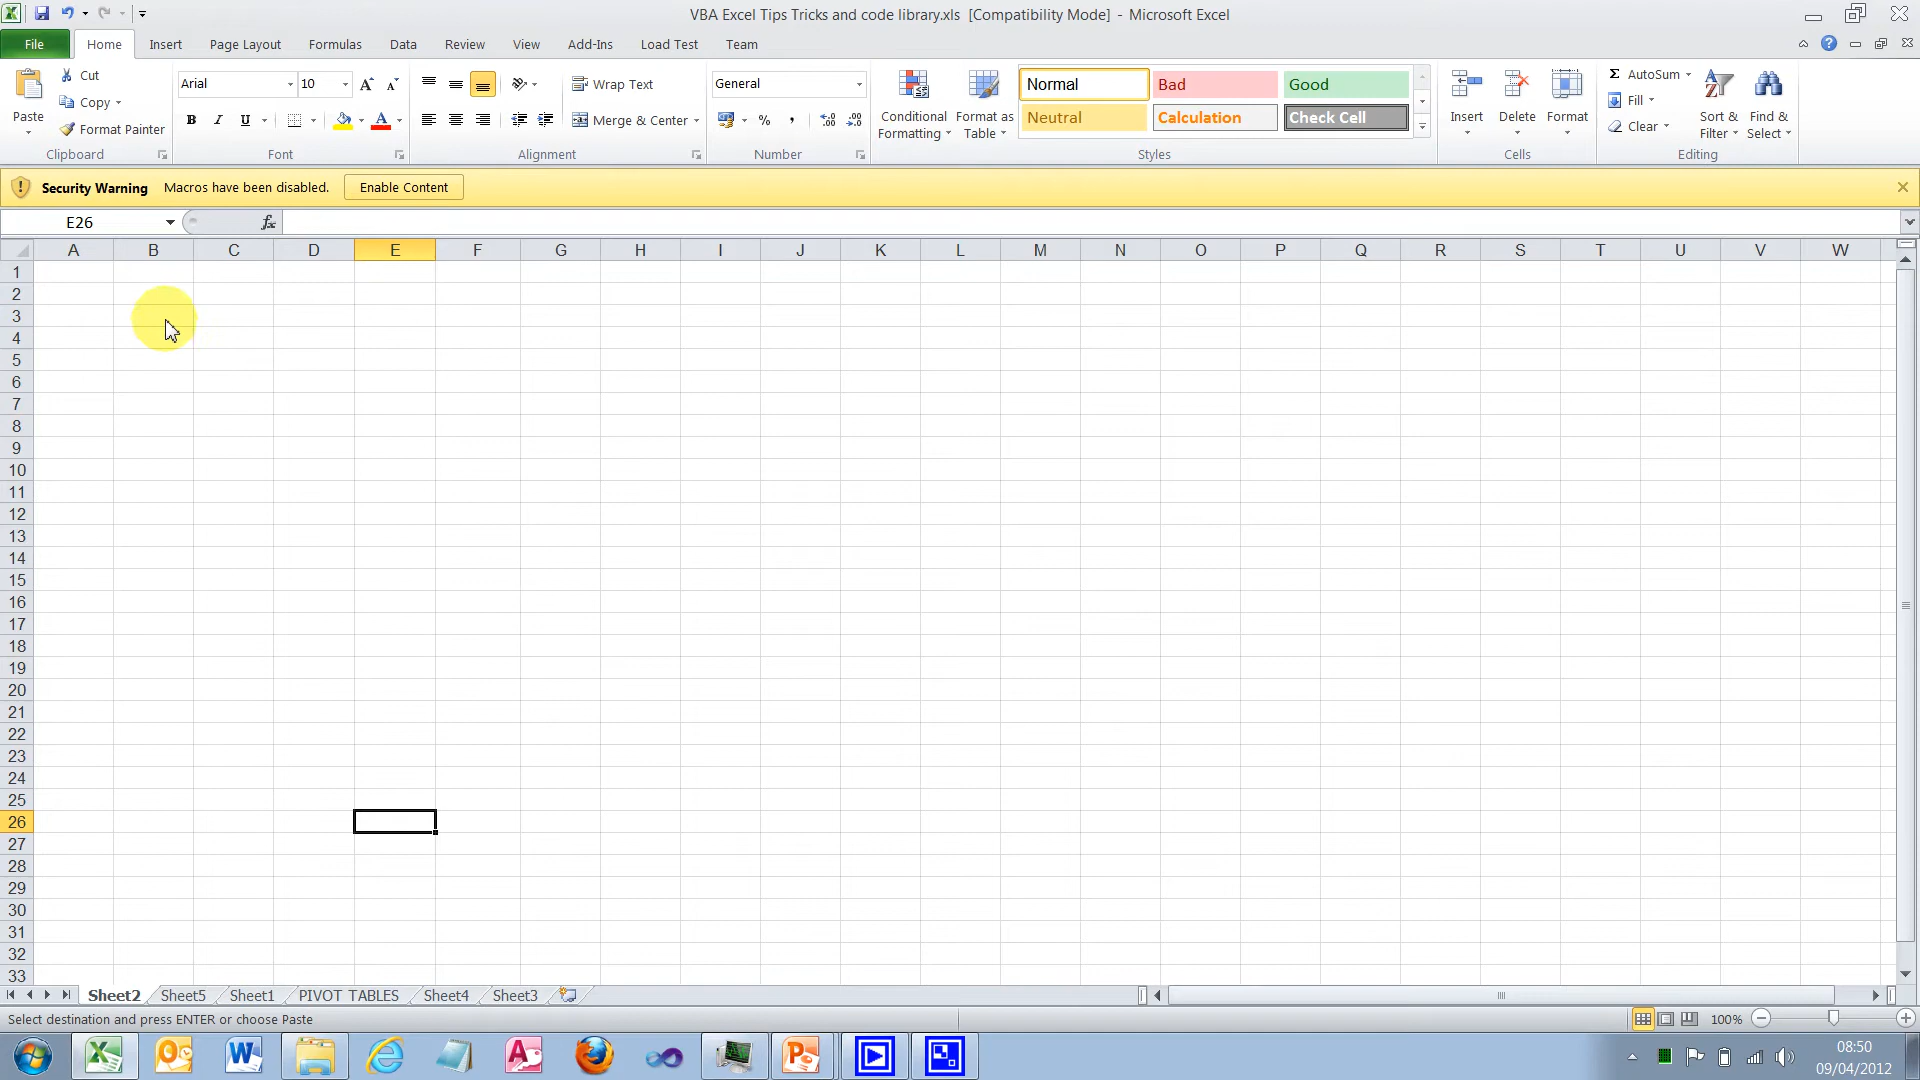 VBA Excel Tips Tricks and code library.xls [Compatibility Mode] - Microsoft Excel
File Home Insert Page Layout Formulas Data Review View Add-Ins Load Test Team
Paste Cut Copy Format Painter
Arial 10
B I U A
Wrap Text
Merge & Center
General
%
Conditional Formatting
Format as Table
Normal Bad Good
Neutral Calculation Check Cell
Insert Delete Format
Σ AutoSum
Fill
Clear
Sort & Filter
Find & Select
Clipboard Font Alignment Number Styles Cells Editing
Security Warning Macros have been disabled. Enable Content
E26 fx
A B C D E F G H I J K L M N O P Q R S T U V W
1
2
3
4
5
6
7
8
9
10
11
12
13
14
15
16
17
18
19
20
21
22
23
24
25
26
27
28
29
30
31
32
33
Sheet2 Sheet5 Sheet1 PIVOT TABLES Sheet4 Sheet3
Select destination and press ENTER or choose Paste 100%
08:50
09/04/2012